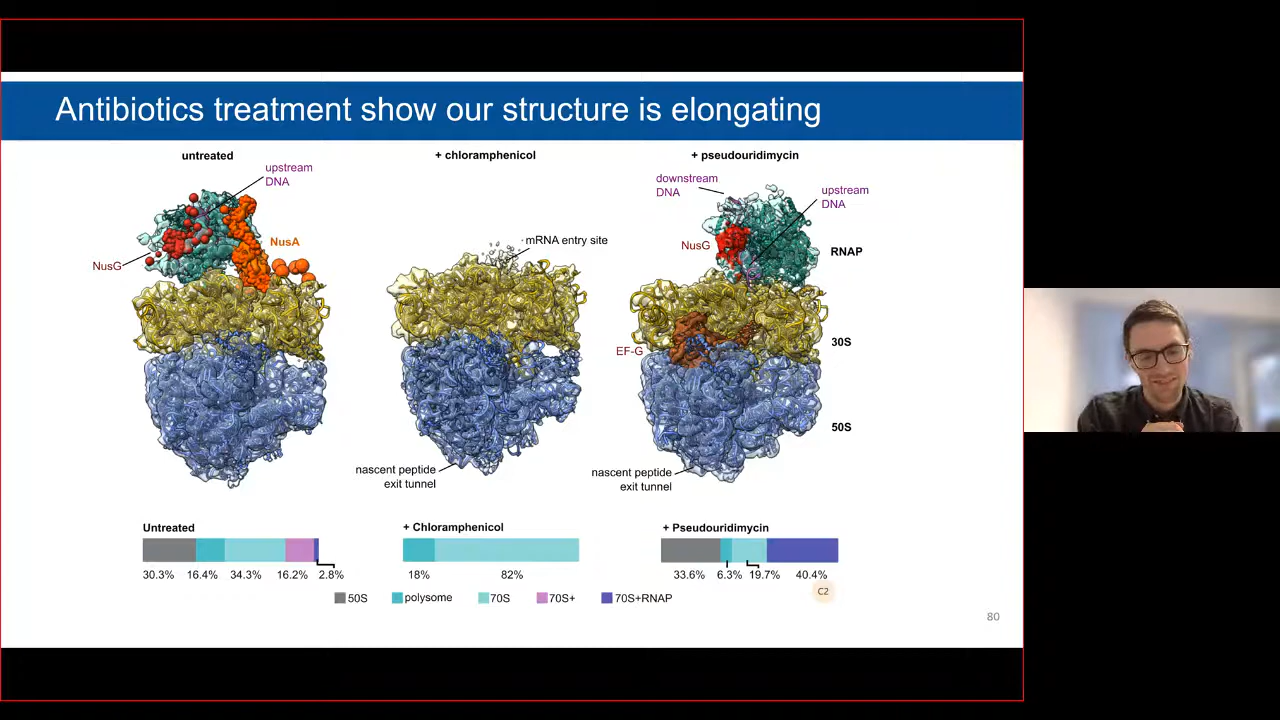 Antibiotics treatment show our structure is elongating
untreated
upstream
DNA
NusA
NusG
+ chloramphenicol
mRNA entry site
nascent peptide
exit tunnel
+ pseudouridimycin
downstream
DNA
upstream
DNA
NusG
RNAP
EF-G
30S
50S
nascent peptide
exit tunnel
Untreated
30.3% 16.4% 34.3% 16.2% 2.8%
+ Chloramphenicol
18% 82%
+ Pseudouridimycin
33.6% 6.3% 19.7% 40.4%
C2
50S polysome 70S 70S+ 70S+RNAP
80